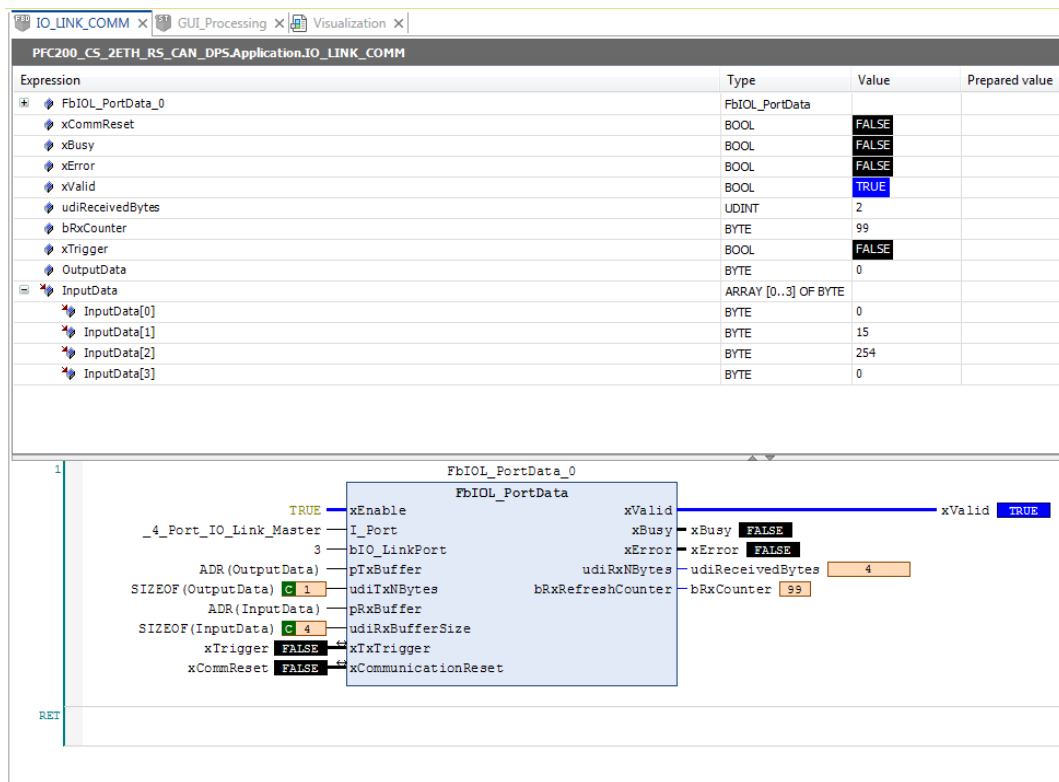 FBD IO_LINK_COMM ST GUI_Processing Visualization
PFC200_CS_2ETH_RS_CAN_DPS.Application.IO_LINK_COMM
Expression Type Value Prepared value
FbIOL_PortData_0 FbIOL_PortData
xCommReset BOOL FALSE
xBusy BOOL FALSE
xError BOOL FALSE
xValid BOOL TRUE
udiReceivedBytes UDINT 2
bRxCounter BYTE 99
xTrigger BOOL FALSE
OutputData BYTE 0
InputData ARRAY [0..3] OF BYTE
InputData[0] BYTE 0
InputData[1] BYTE 15
InputData[2] BYTE 254
InputData[3] BYTE 0
1 FbIOL_PortData_0
FbIOL_PortData
TRUE xEnable xValid xValid TRUE
_4_Port_IO_Link_Master I_Port xBusy xBusy FALSE
3 bIO_LinkPort xError xError FALSE
ADR(OutputData) pTxBuffer udiRxNBytes udiReceivedBytes 4
SIZEOF(OutputData) C 1 udiTxNBytes bRxRefreshCounter bRxCounter 99
ADR(InputData) pRxBuffer
SIZEOF(InputData) C 4 udiRxBufferSize
xTrigger FALSE xTxTrigger
xCommReset FALSE xCommunicationReset
RET